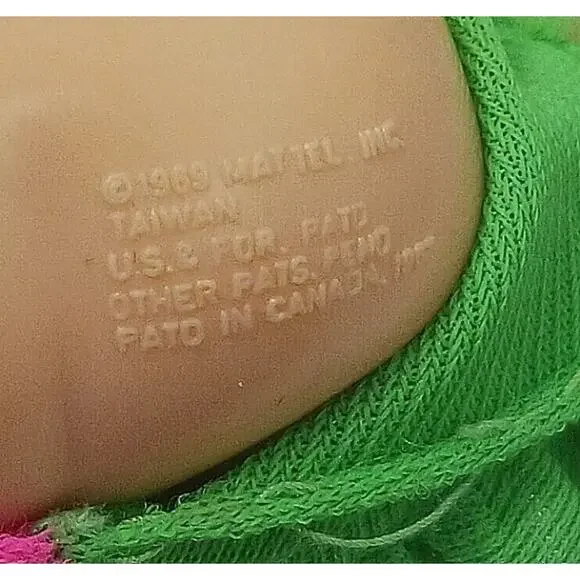 ©1969 MATTEL, INC.
TAIWAN
U.S. & FOR. PATD
OTHER PATS. PEND
PATD IN CANADA,